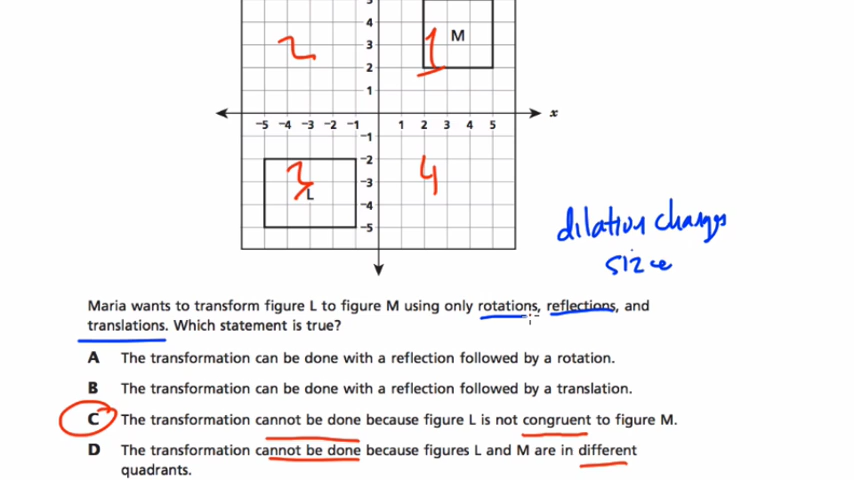 5
4
2 3 1 M
2
1
x
-5 -4 -3 -2 -1 1 2 3 4 5
-1
-2
3 -3 4
L
-4
-5
dilation changes
size
Maria wants to transform figure L to figure M using only rotations, reflections, and
translations. Which statement is true?
A The transformation can be done with a reflection followed by a rotation.
B The transformation can be done with a reflection followed by a translation.
C The transformation cannot be done because figure L is not congruent to figure M.
D The transformation cannot be done because figures L and M are in different
quadrants.